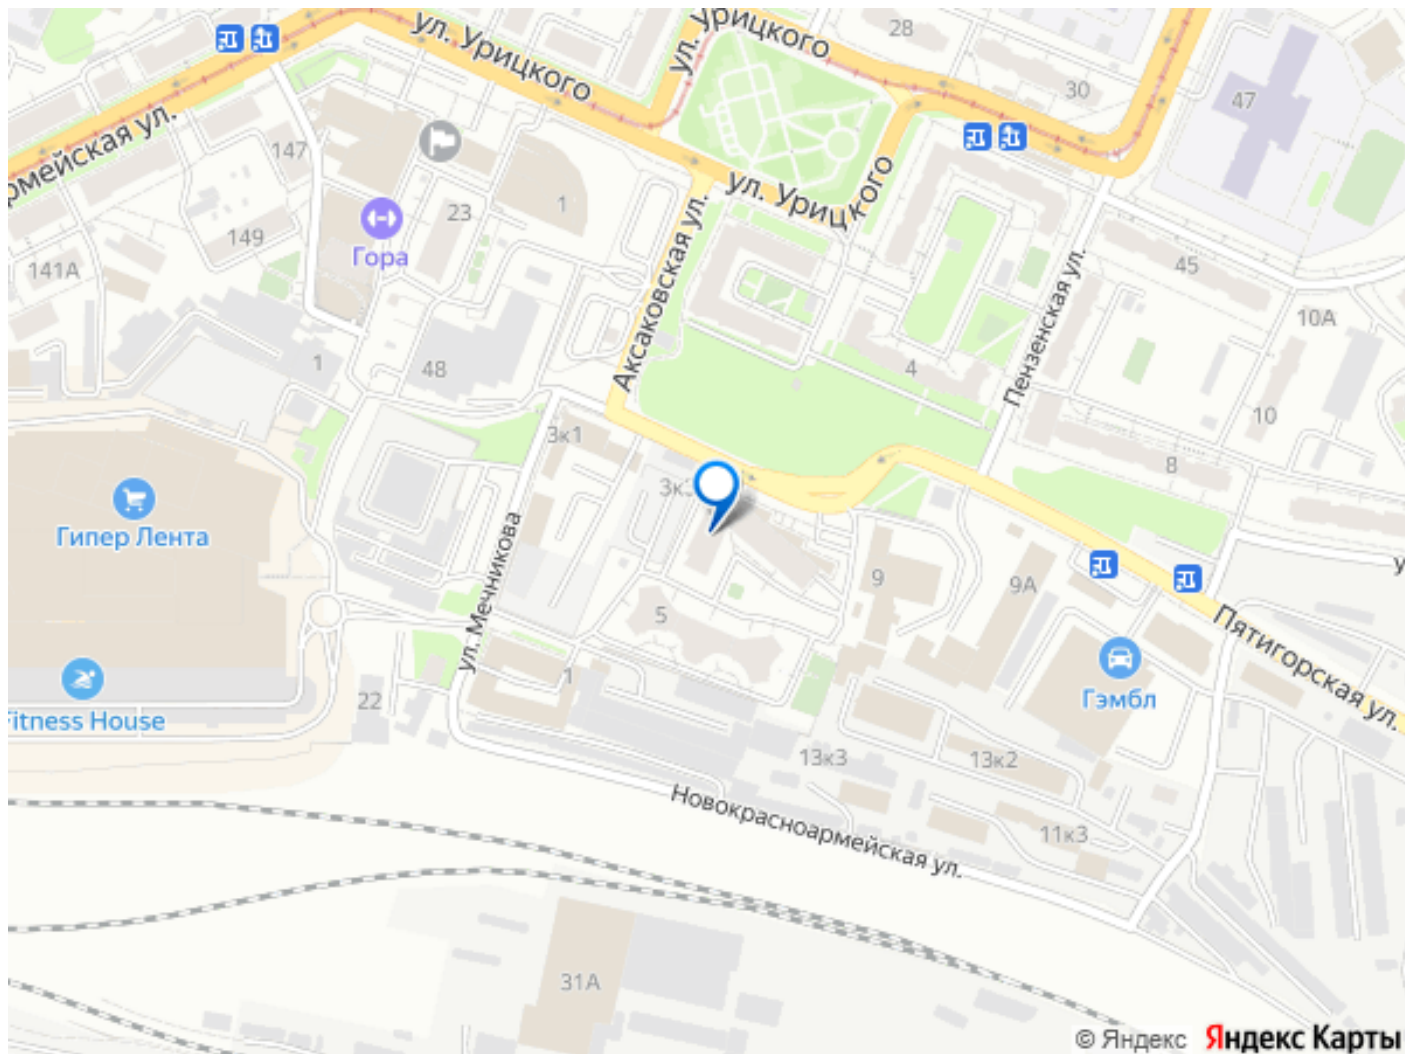 ул. Урицкого
ул. Урицкого
28
30
47
рмейская ул.
147
23
1
ул. Урицкого
149
Гора
141А
Аксаковская ул.
Пензенская ул.
45
10А
1
48
4
10
3к1
8
3к
Гипер Лента
ул. Мечникова
9
9А
у
5
Пятигорская ул.
Гэмбл
1
22
itness House
13к3
13к2
Новокрасноармейская ул.
11к3
31А
© Яндекс Яндекс Карты